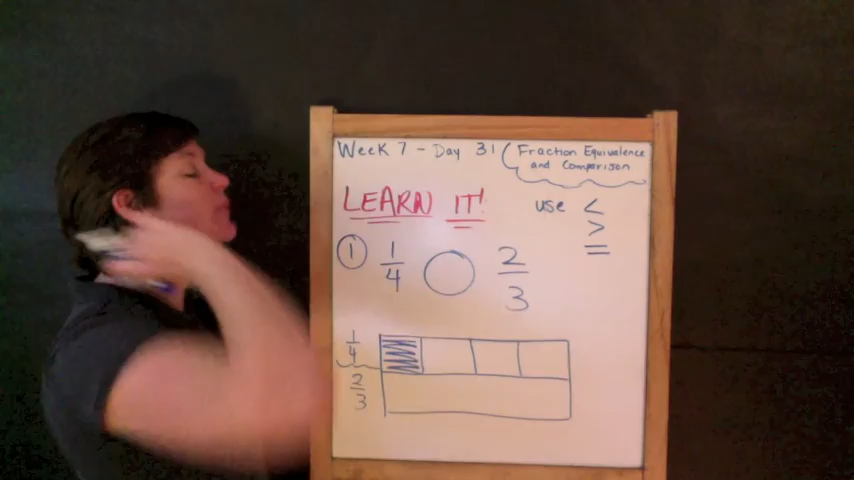 Week 7 - Day 31 Fraction Equivalence
and Comparison
LEARN IT!
use <
>
=
1 1/4 2/3
1/4
2/3